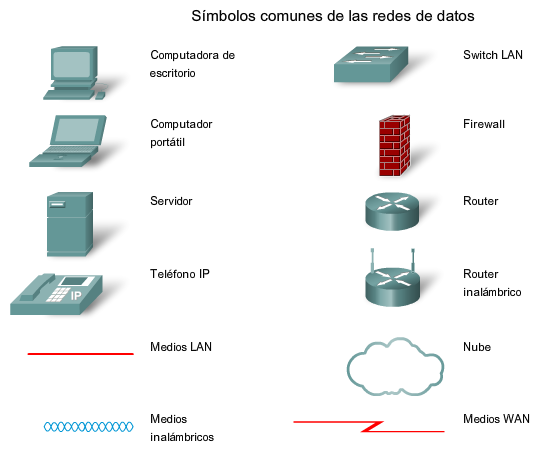 Símbolos comunes de las redes de datos
Computadora de
escritorio
Switch LAN
Computador
portátil
Firewall
Servidor
Router
Teléfono IP
IP
Router
inalámbrico
Medios LAN
Nube
Medios
inalámbricos
Medios WAN